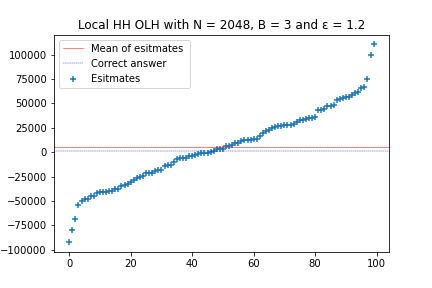 Local HH OLH with N = 2048, B = 3 and ε = 1.2
Mean of esitmates
Correct answer
Esitmates
100000
75000
50000
25000
0
−25000
−50000
−75000
−100000
0 20 40 60 80 100